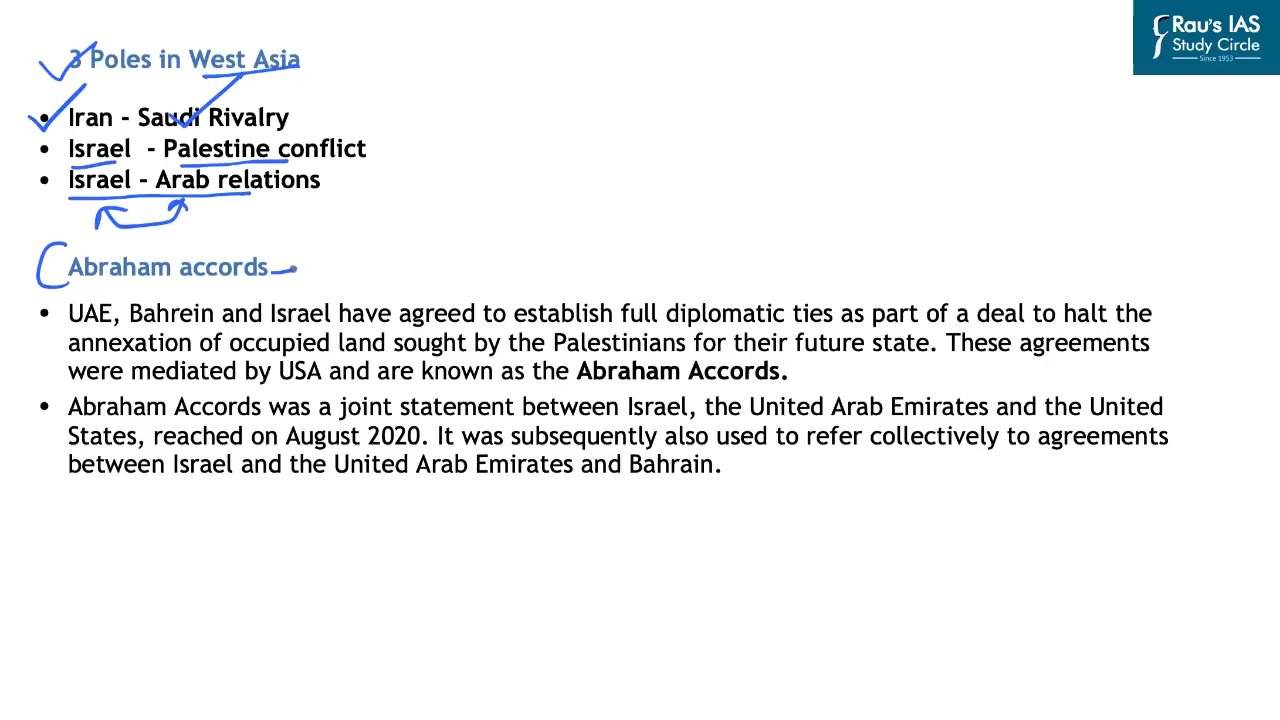 Rau's IAS
Study Circle
Since 1953
3 Poles in West Asia
• Iran - Saudi Rivalry
• Israel - Palestine conflict
• Israel - Arab relations
Abraham accords
• UAE, Bahrein and Israel have agreed to establish full diplomatic ties as part of a deal to halt the
annexation of occupied land sought by the Palestinians for their future state. These agreements
were mediated by USA and are known as the Abraham Accords.
• Abraham Accords was a joint statement between Israel, the United Arab Emirates and the United
States, reached on August 2020. It was subsequently also used to refer collectively to agreements
between Israel and the United Arab Emirates and Bahrain.